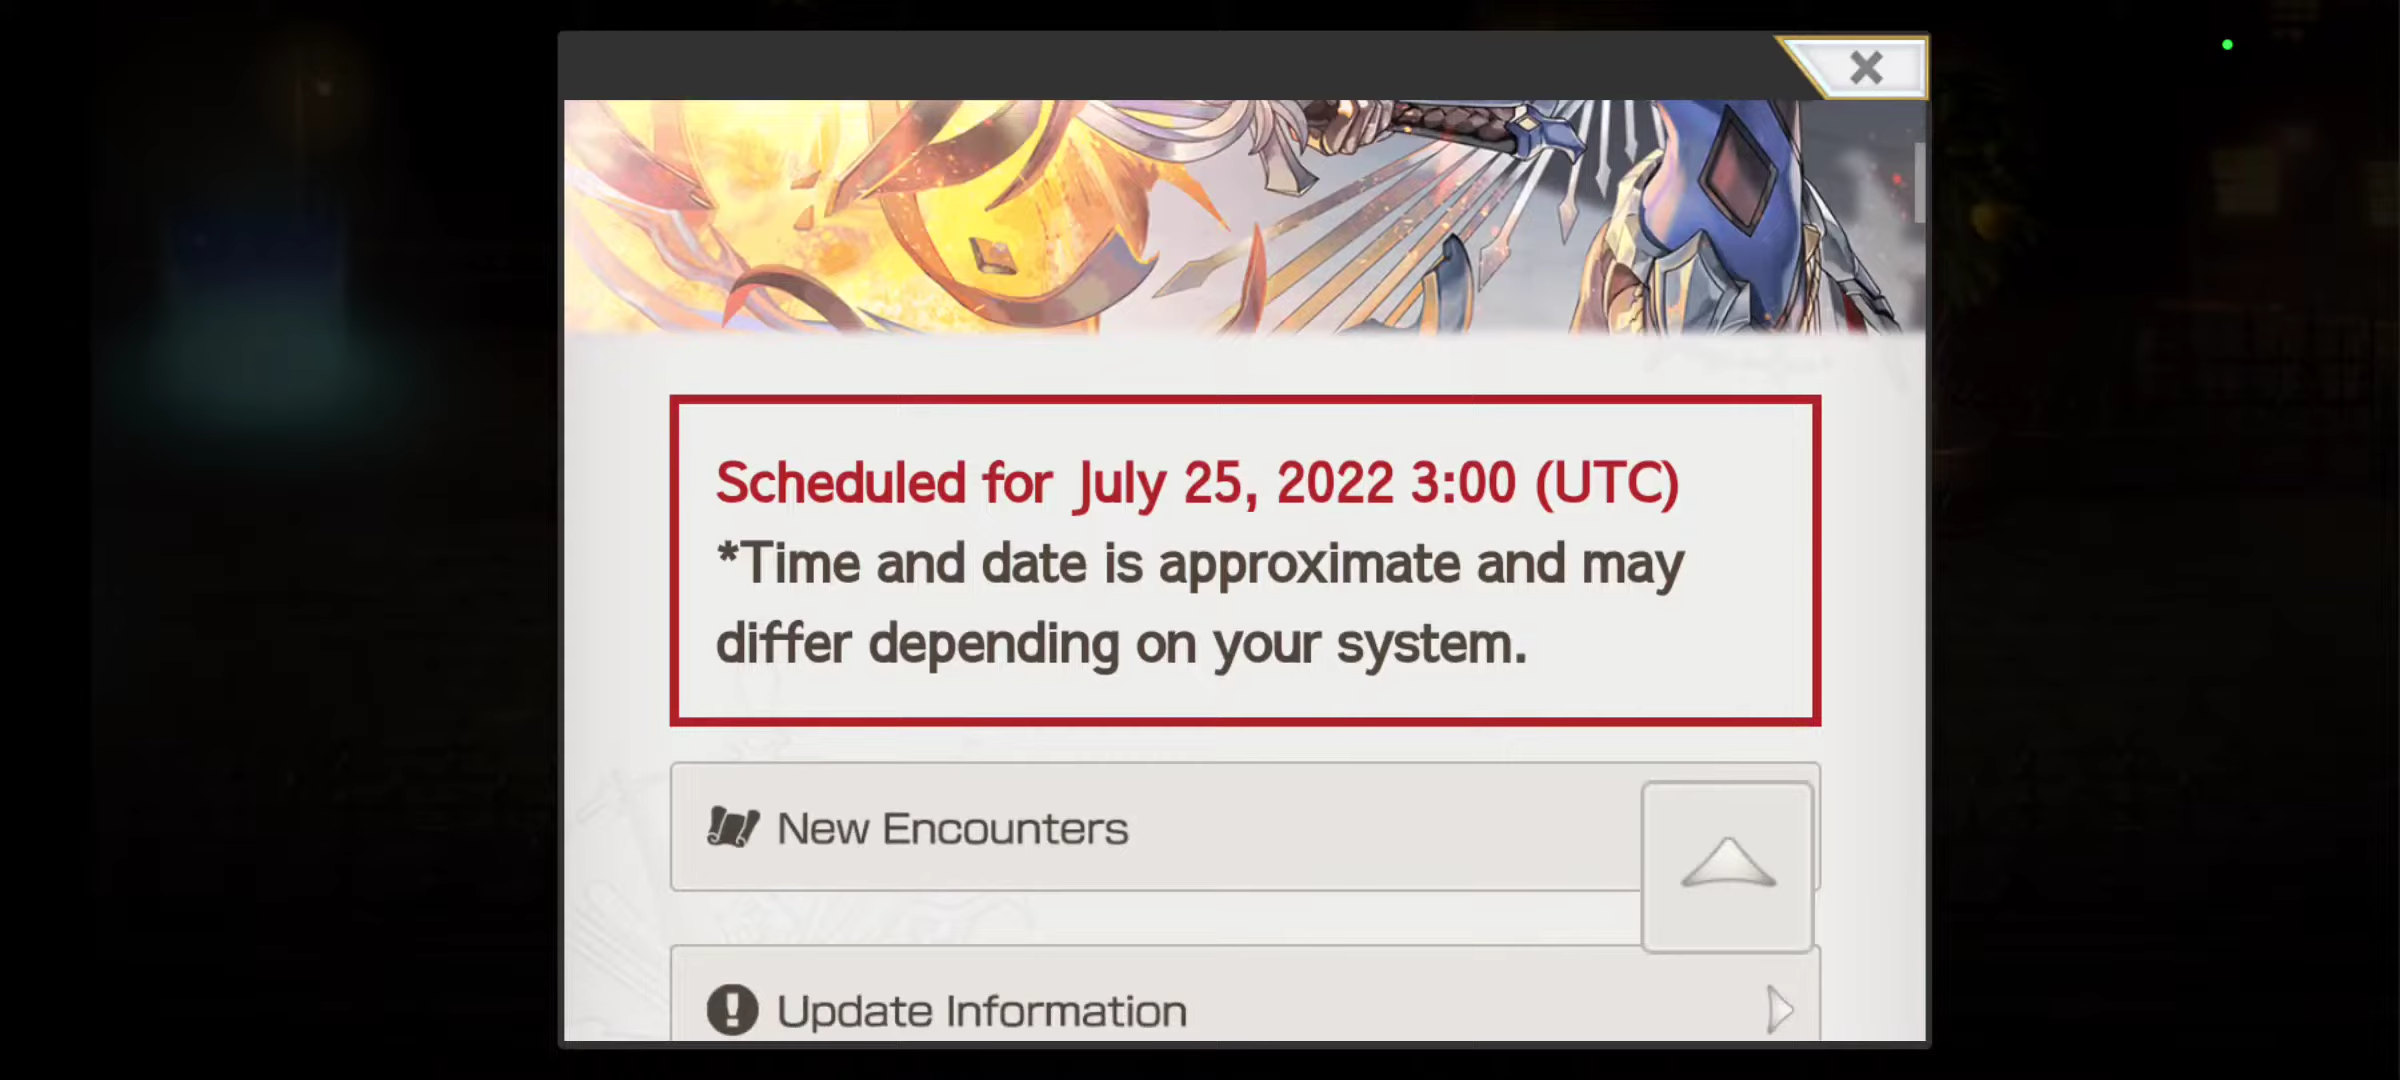 Scheduled for July 25, 2022 3:00 (UTC)
*Time and date is approximate and may
differ depending on your system.
New Encounters
Update Information